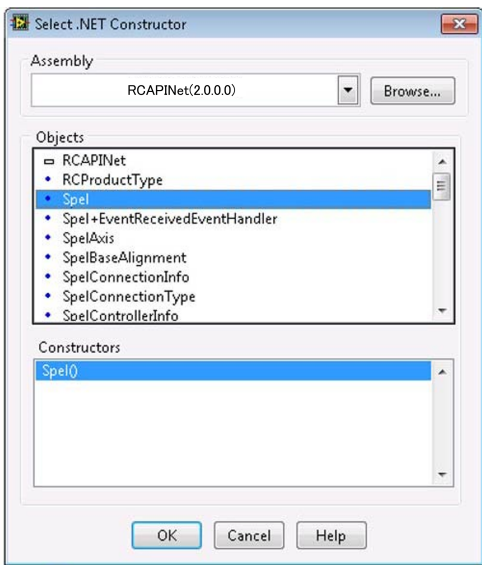 Select .NET Constructor
Assembly
RCAPINet(2.0.0.0)
Browse...
Objects
RCAPINet
RCProductType
Spel
Spel+EventReceivedEventHandler
SpelAxis
SpelBaseAlignment
SpelConnectionInfo
SpelConnectionType
SpelControllerInfo
Constructors
Spel()
OK Cancel Help